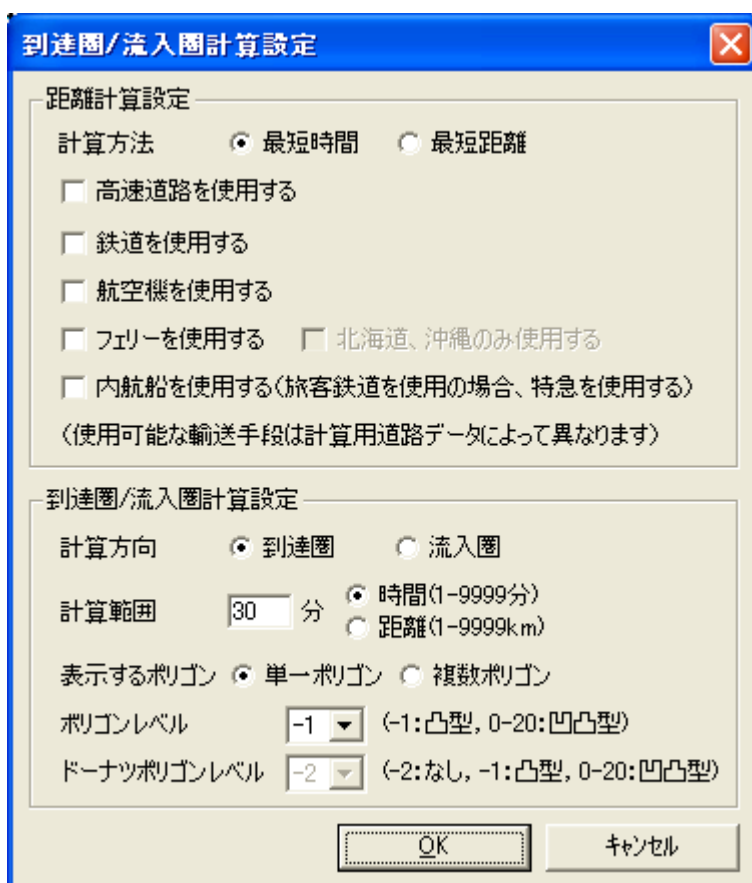 到達圏/流入圏計算設定
距離計算設定
計算方法 最短時間 最短距離
高速道路を使用する
鉄道を使用する
航空機を使用する
フェリーを使用する 北海道、沖縄のみ使用する
内航船を使用する(旅客鉄道を使用の場合、特急を使用する)
(使用可能な輸送手段は計算用道路データによって異なります)
到達圏/流入圏計算設定
計算方向 到達圏 流入圏
計算範囲 30 分 時間(1-9999分)
距離(1-9999km)
表示するポリゴン 単一ポリゴン 複数ポリゴン
ポリゴンレベル -1 (-1:凸型, 0-20:凹凸型)
ドーナツポリゴンレベル -2 (-2:なし, -1:凸型, 0-20:凹凸型)
OK キャンセル